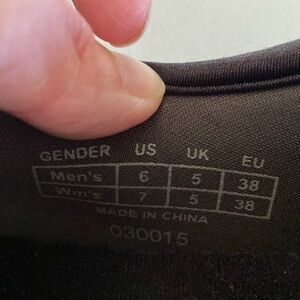 GENDER US UK EU
Men's 6 5 38
Wm's 7 5 38
MADE IN CHINA
030015